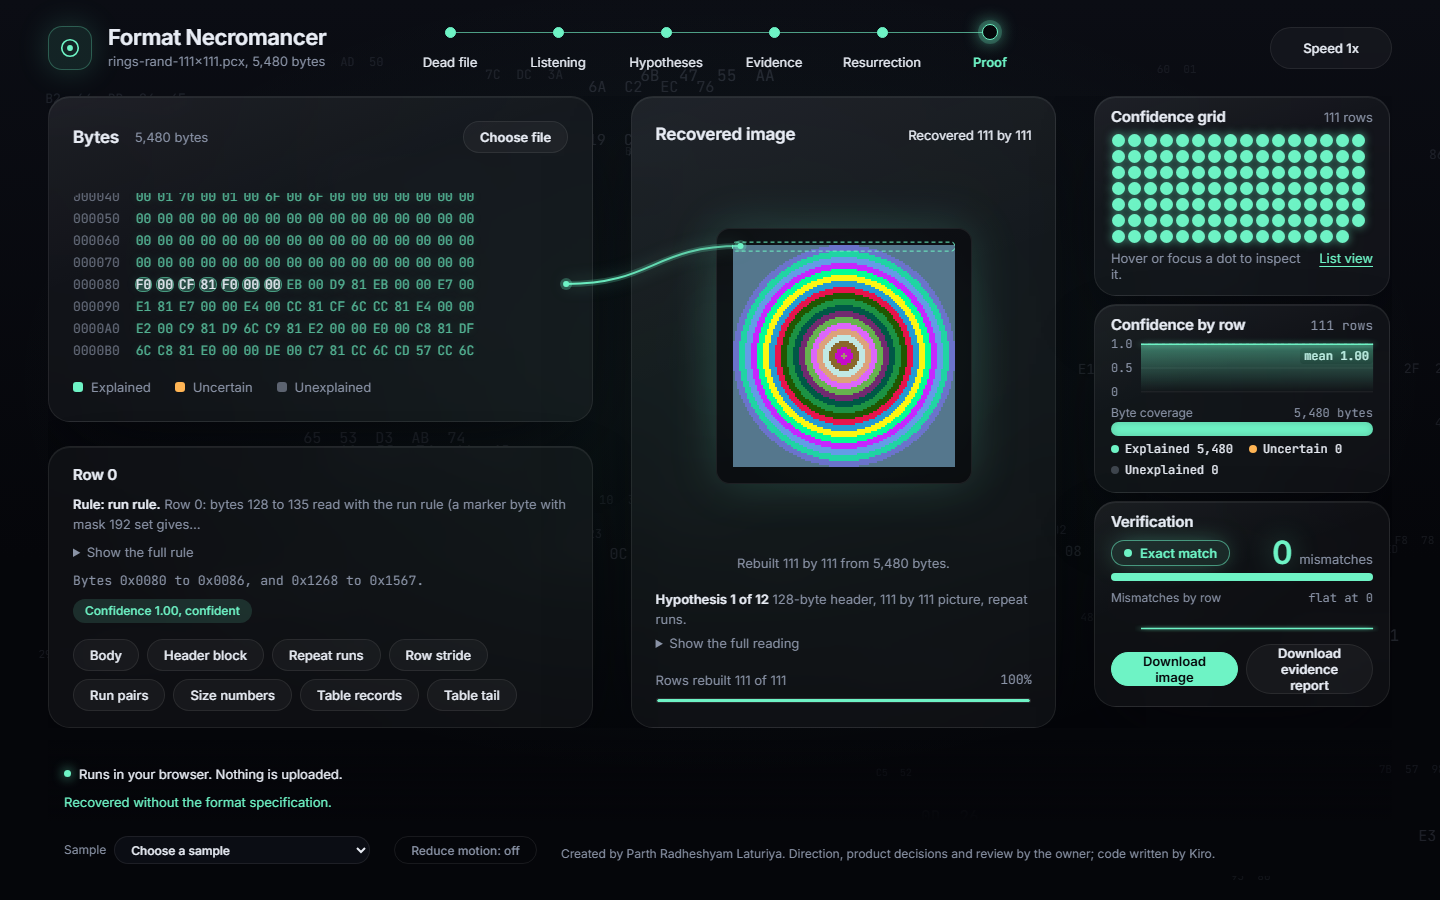 Format Necromancer
rings-rand-111×111.pcx, 5,480 bytes
Dead file
Listening
Hypotheses
Evidence
Resurrection
Proof
Speed 1x
Bytes
5,480 bytes
Choose file
000040 00 01 70 00 01 00 6F 00 6F 00 00 00 00 00 00 00
000050 00 00 00 00 00 00 00 00 00 00 00 00 00 00 00 00
000060 00 00 00 00 00 00 00 00 00 00 00 00 00 00 00 00
000070 00 00 00 00 00 00 00 00 00 00 00 00 00 00 00 00
000080 F0 00 CF 81 F0 00 00 EB 00 D9 81 EB 00 00 E7 00
000090 E1 81 E7 00 00 E4 00 CC 81 CF 6C CC 81 E4 00 00
0000A0 E2 00 C9 81 D9 6C C9 81 E2 00 00 E0 00 C8 81 DF
0000B0 6C C8 81 E0 00 00 DE 00 C7 81 CC 6C CD 57 CC 6C
Explained
Uncertain
Unexplained
Row 0
Rule: run rule. Row 0: bytes 128 to 135 read with the run rule (a marker byte with
mask 192 set gives...
Show the full rule
Bytes 0x0080 to 0x0086, and 0x1268 to 0x1567.
Confidence 1.00, confident
Body
Header block
Repeat runs
Row stride
Run pairs
Size numbers
Table records
Table tail
Recovered image
Recovered 111 by 111
Rebuilt 111 by 111 from 5,480 bytes.
Hypothesis 1 of 12 128-byte header, 111 by 111 picture, repeat
runs.
Show the full reading
Rows rebuilt 111 of 111
100%
Confidence grid
111 rows
Hover or focus a dot to inspect
it.
List view
Confidence by row
111 rows
1.0
mean 1.00
0.5
0
Byte coverage
5,480 bytes
Explained 5,480
Uncertain 0
Unexplained 0
Verification
Exact match
0 mismatches
Mismatches by row
flat at 0
Download
image
Download
evidence
report
Runs in your browser. Nothing is uploaded.
Recovered without the format specification.
Sample
Choose a sample
Reduce motion: off
Created by Parth Radheshyam Laturiya. Direction, product decisions and review by the owner; code written by Kiro.